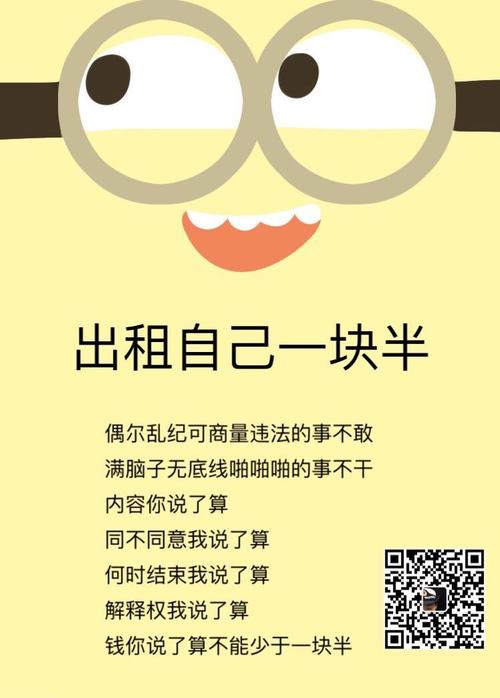 出租自己一块半
偶尔乱纪可商量违法的事不敢
满脑子无底线啪啪啪的事不干
内容你说了算
同不同意我说了算
何时结束我说了算
解释权我说了算
钱你说了算不能少于一块半